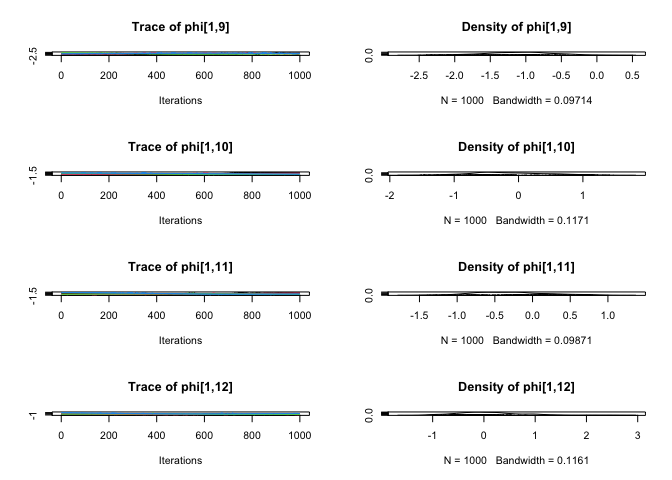 Trace of phi[1,9]
-2.5
0 200 400 600 800 1000
Iterations
Density of phi[1,9]
0.0
-2.5 -2.0 -1.5 -1.0 -0.5 0.0 0.5
N = 1000 Bandwidth = 0.09714
Trace of phi[1,10]
-1.5
0 200 400 600 800 1000
Iterations
Density of phi[1,10]
0.0
-2 -1 0 1
N = 1000 Bandwidth = 0.1171
Trace of phi[1,11]
-1.5
0 200 400 600 800 1000
Iterations
Density of phi[1,11]
0.0
-1.5 -1.0 -0.5 0.0 0.5 1.0
N = 1000 Bandwidth = 0.09871
Trace of phi[1,12]
-1
0 200 400 600 800 1000
Iterations
Density of phi[1,12]
0.0
-1 0 1 2 3
N = 1000 Bandwidth = 0.1161